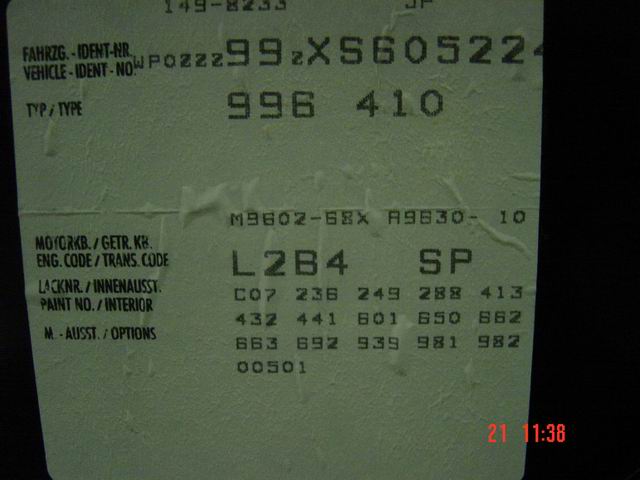 149-8233 JP
FAHRZG. - IDENT-NR.
VEHICLE - IDENT - NO. WP0ZZZ99ZXS605224
TYP / TYPE 996 410
M9602-68X A9630- 10
MOTORKB. / GETR. KB.
ENG. CODE / TRANS. CODE L2B4 SP
LACKNR. / INNENAUSST. C07 236 249 288 413
PAINT NO. / INTERIOR 432 441 601 650 662
M. - AUSST. / OPTIONS 663 692 939 981 982
00501
21 11:38